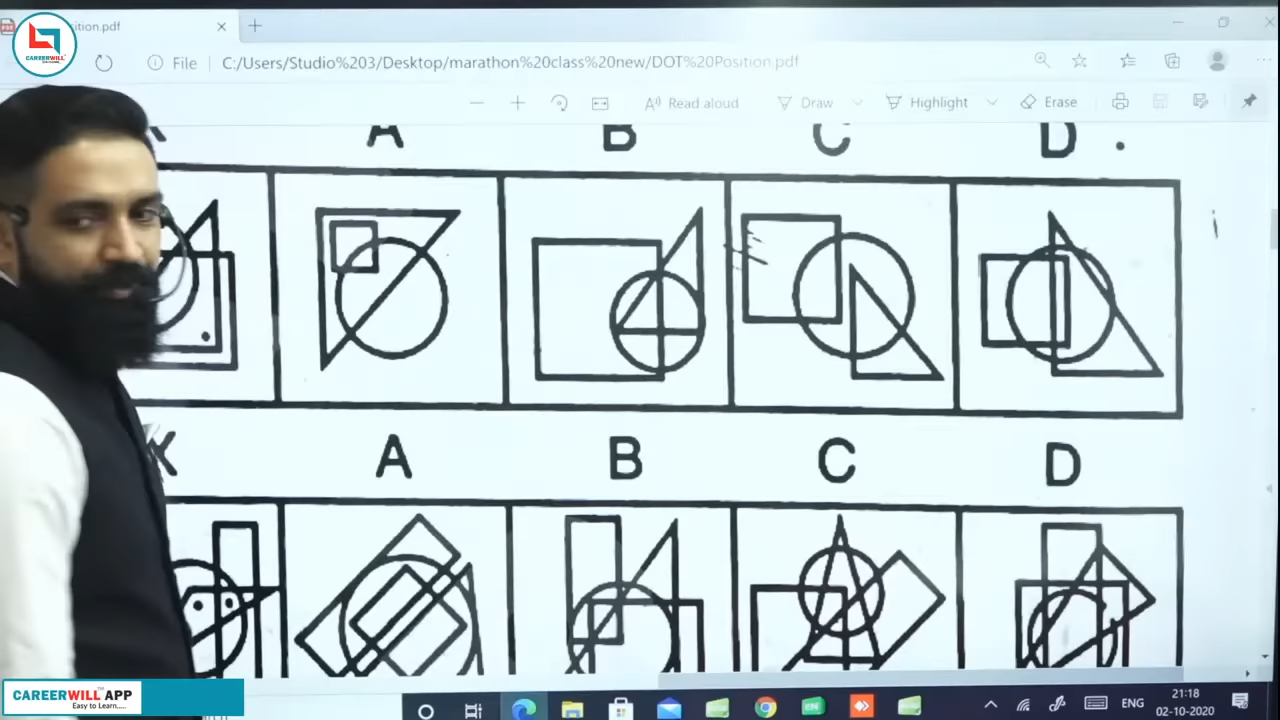 sition.pdf
CAREERWILL
File C:/Users/Studio%203/Desktop/marathon%20class%20new/DOT%20Position.pdf
Read aloud Draw Highlight Erase
A B C D
X A B C D
CAREERWILL APP
Easy to Learn.....
ENG
21:18
02-10-2020